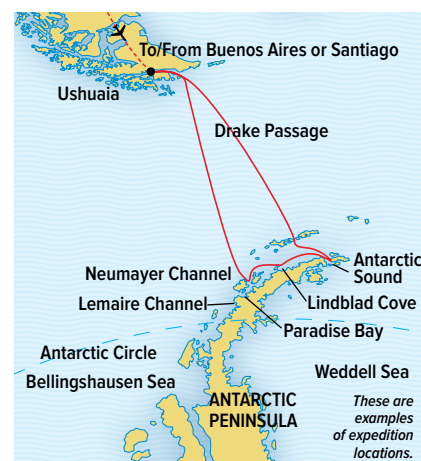 To/From Buenos Aires or Santiago
Ushuaia
Drake Passage
Antarctic
Sound
Neumayer Channel
Lindblad Cove
Lemaire Channel
Paradise Bay
Antarctic Circle
Weddell Sea
Bellingshausen Sea
ANTARCTIC
PENINSULA
These are
examples
of expedition
locations.